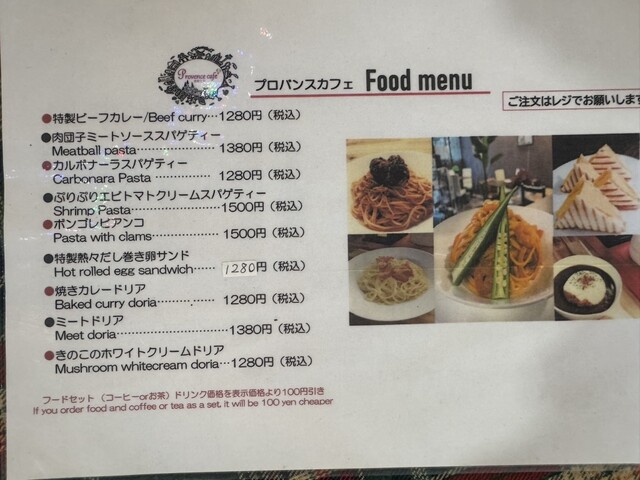 Provence cafe
プロバンスカフェ Food menu
ご注文はレジでお願いします
●特製ビーフカレー/Beef curry…1280円（税込）
●肉団子ミートソーススパゲティー
Meatball pasta……………1380円（税込）
●カルボナーラスパゲティー
Carbonara Pasta…………1280円（税込）
●ぷりぷりエビトマトクリームスパゲティー
Shrimp Pasta……………………1500円（税込）
●ボンゴレビアンコ
Pasta with clams……………1500円（税込）
●特製熱々だし巻き卵サンド
Hot rolled egg sandwich……1280円（税込）
●焼きカレードリア
Baked curry doria……………1280円（税込）
●ミートドリア
Meet doria…………………………1380円（税込）
●きのこのホワイトクリームドリア
Mushroom whitecream doria…1280円（税込）
フードセット（コーヒーorお茶）ドリンク価格を表示価格より100円引き
If you order food and coffee or tea as a set, it will be 100 yen cheaper